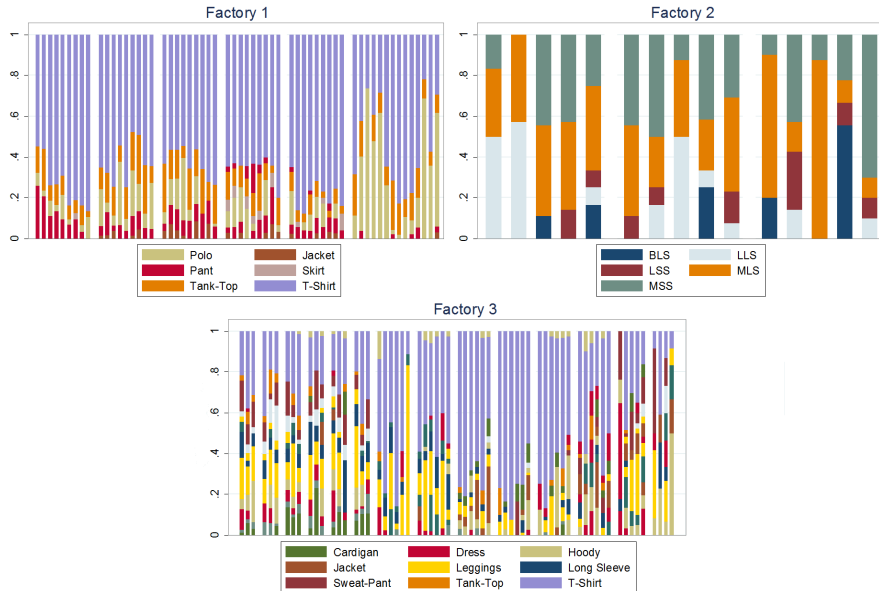 Factory 1
1
.8
.6
.4
.2
0
Polo Jacket
Pant Skirt
Tank-Top T-Shirt
Factory 2
1
.8
.6
.4
.2
0
BLS LLS
LSS MLS
MSS
Factory 3
1
.8
.6
.4
.2
0
Cardigan Dress Hoody
Jacket Leggings Long Sleeve
Sweat-Pant Tank-Top T-Shirt